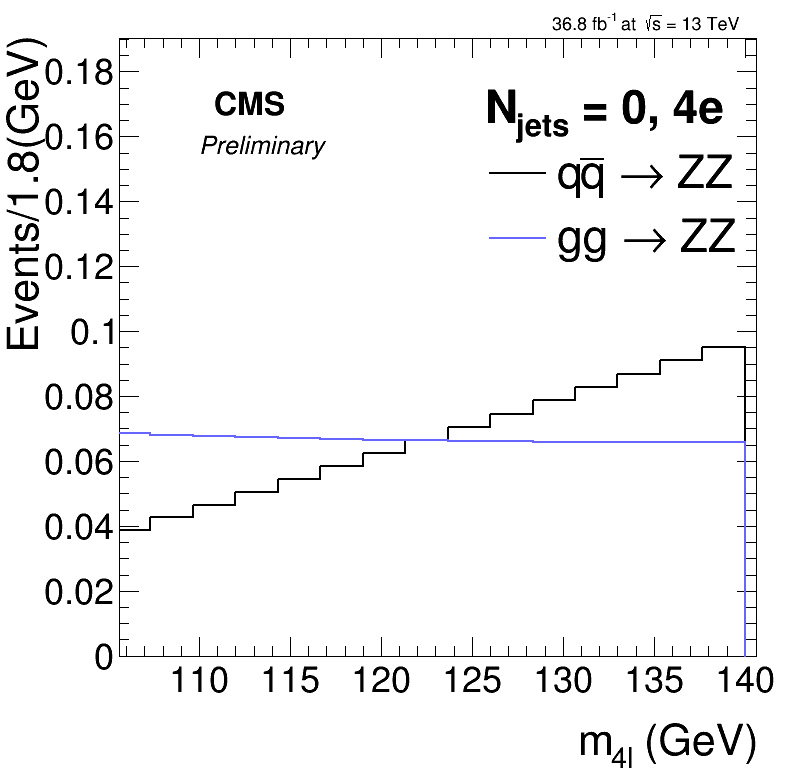 36.8 fb⁻¹ at √s = 13 TeV
CMS
Preliminary
N_jets = 0, 4e
qq̅ → ZZ
gg → ZZ
Events/1.8(GeV)
0.18
0.16
0.14
0.12
0.1
0.08
0.06
0.04
0.02
0
110 115 120 125 130 135 140
m_4l (GeV)